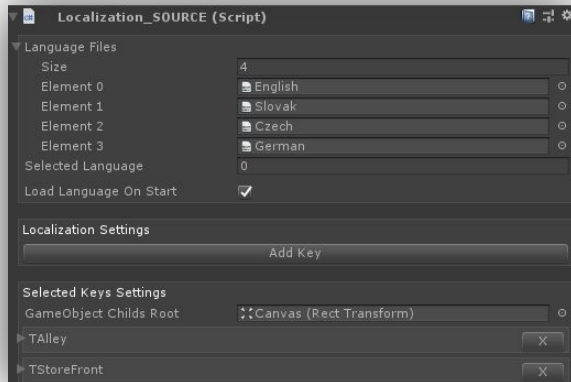 Localization_SOURCE (Script)
Language Files
Size 4
Element 0 English
Element 1 Slovak
Element 2 Czech
Element 3 German
Selected Language 0
Load Language On Start
Localization Settings
Add Key
Selected Keys Settings
GameObject Childs Root Canvas (Rect Transform)
TAlley X
TStoreFront X